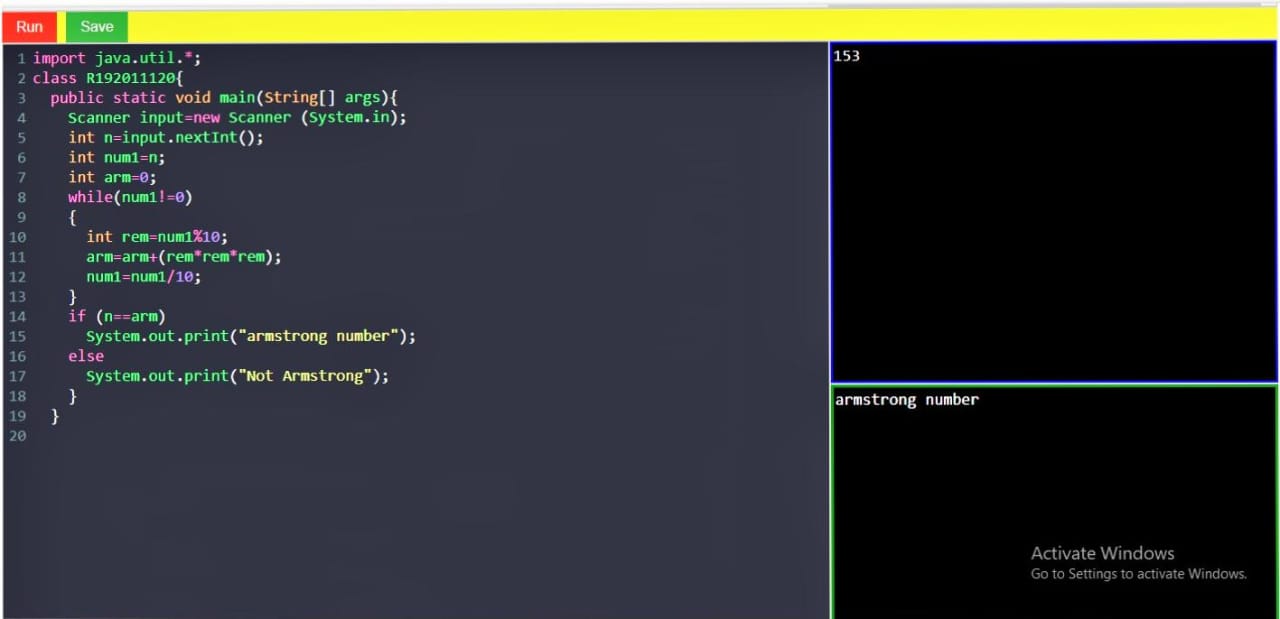 Run Save
1 import java.util.*;
2 class R192011120{
3 public static void main(String[] args){
4 Scanner input=new Scanner (System.in);
5 int n=input.nextInt();
6 int num1=n;
7 int arm=0;
8 while(num1!=0)
9 {
10 int rem=num1%10;
11 arm=arm+(rem*rem*rem);
12 num1=num1/10;
13 }
14 if (n==arm)
15 System.out.print("armstrong number");
16 else
17 System.out.print("Not Armstrong");
18 }
19 }
20
153
armstrong number
Activate Windows
Go to Settings to activate Windows.